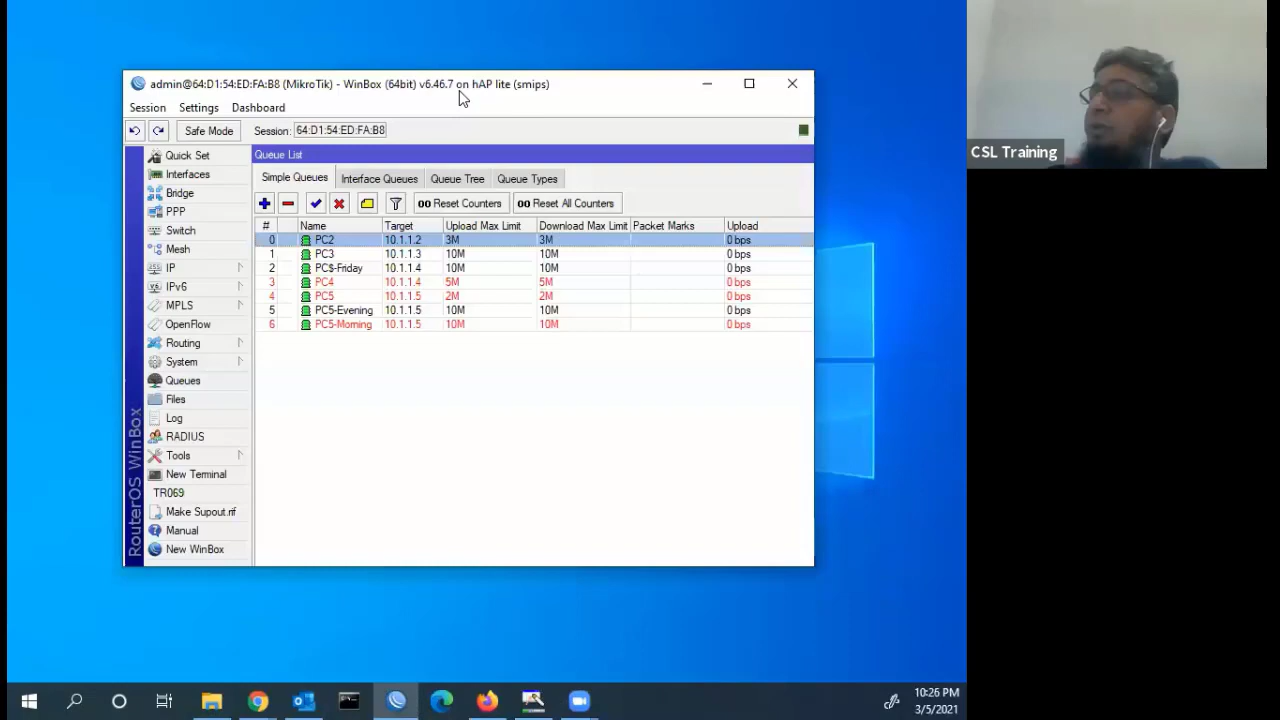 admin@64:D1:54:ED:FA:B8 (MikroTik) - WinBox (64bit) v6.46.7 on hAP lite (smips)
Session Settings Dashboard
Safe Mode Session: 64:D1:54:ED:FA:B8
CSL Training
Quick Set
Interfaces
Bridge
PPP
Switch
Mesh
IP
IPv6
MPLS
OpenFlow
Routing
System
Queues
Files
Log
RADIUS
Tools
New Terminal
TR069
Make Supout.rif
Manual
New WinBox
RouterOS WinBox
Queue List
Simple Queues Interface Queues Queue Tree Queue Types
00 Reset Counters 00 Reset All Counters
# Name Target Upload Max Limit Download Max Limit Packet Marks Upload
0 PC2 10.1.1.2 3M 3M 0 bps
1 PC3 10.1.1.3 10M 10M 0 bps
2 PC$-Friday 10.1.1.4 10M 10M 0 bps
3 PC4 10.1.1.4 5M 5M 0 bps
4 PC5 10.1.1.5 2M 2M 0 bps
5 PC5-Evening 10.1.1.5 10M 10M 0 bps
6 PC5-Morning 10.1.1.5 10M 10M 0 bps
10:26 PM
3/5/2021